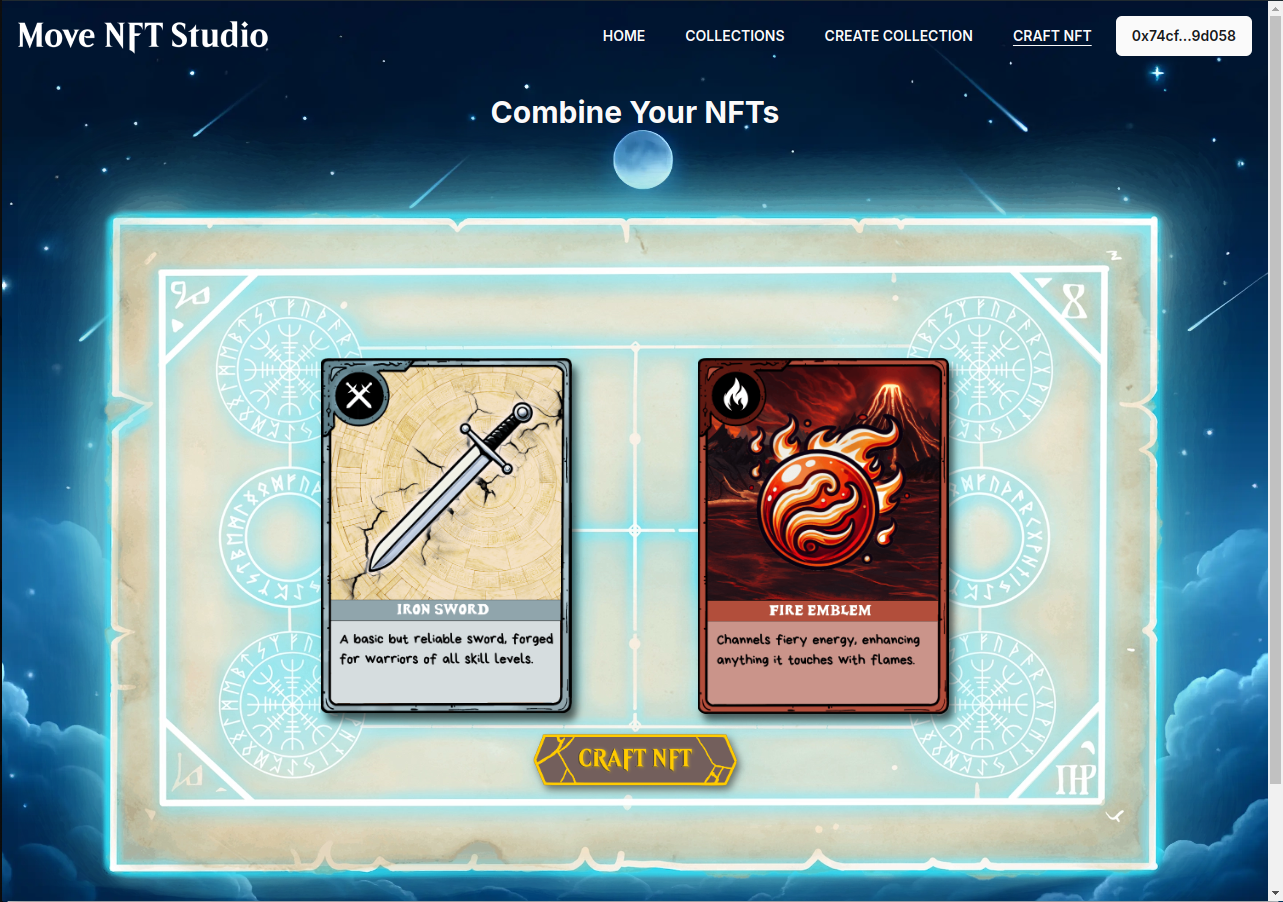 Move NFT Studio
HOME COLLECTIONS CREATE COLLECTION CRAFT NFT 0x74cf...9d058
Combine Your NFTs
IRON SWORD
A basic but reliable sword, forged
for warriors of all skill levels.
FIRE EMBLEM
Channels fiery energy, enhancing
anything it touches with flames.
CRAFT NFT